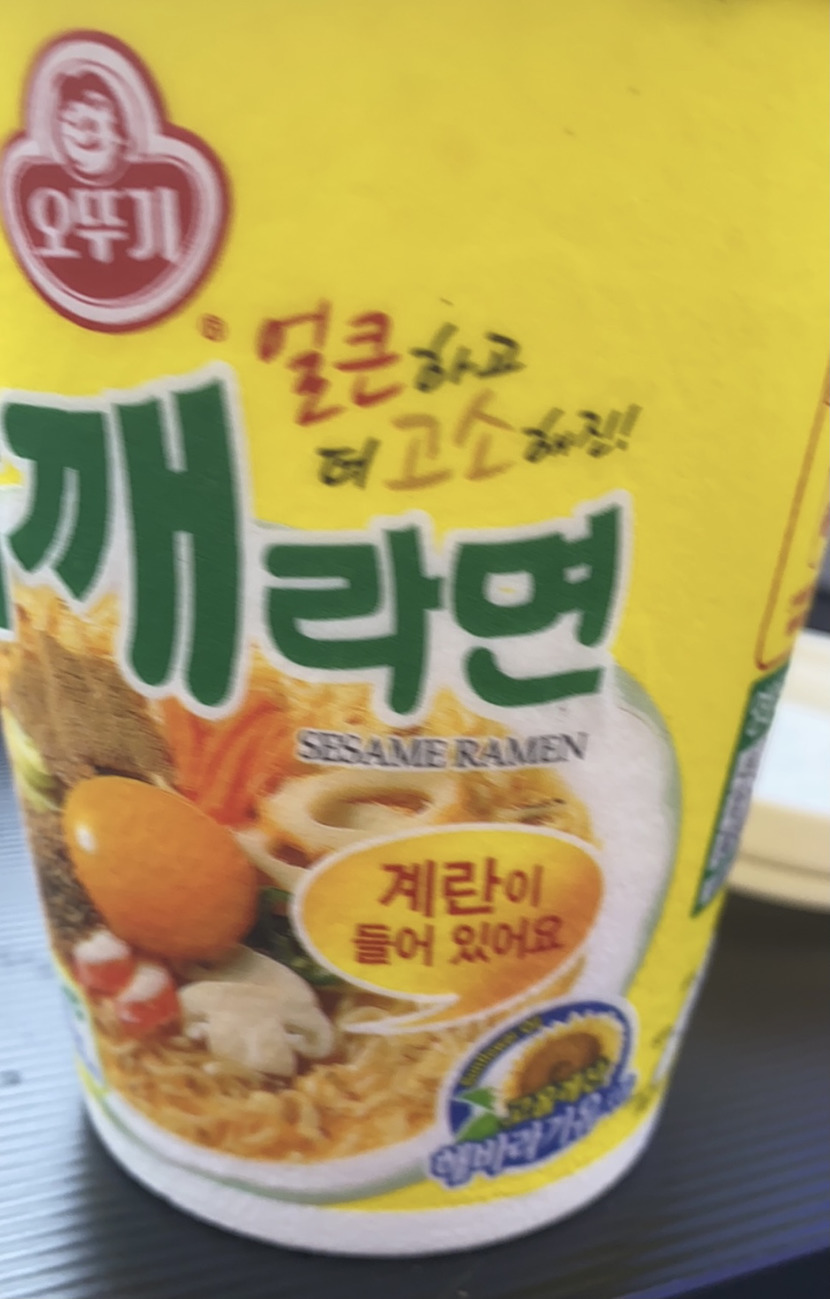 오뚜기
®
얼큰하고
더 고소해진!
깨라면
SESAME RAMEN
계란이
들어 있어요
해바라기유